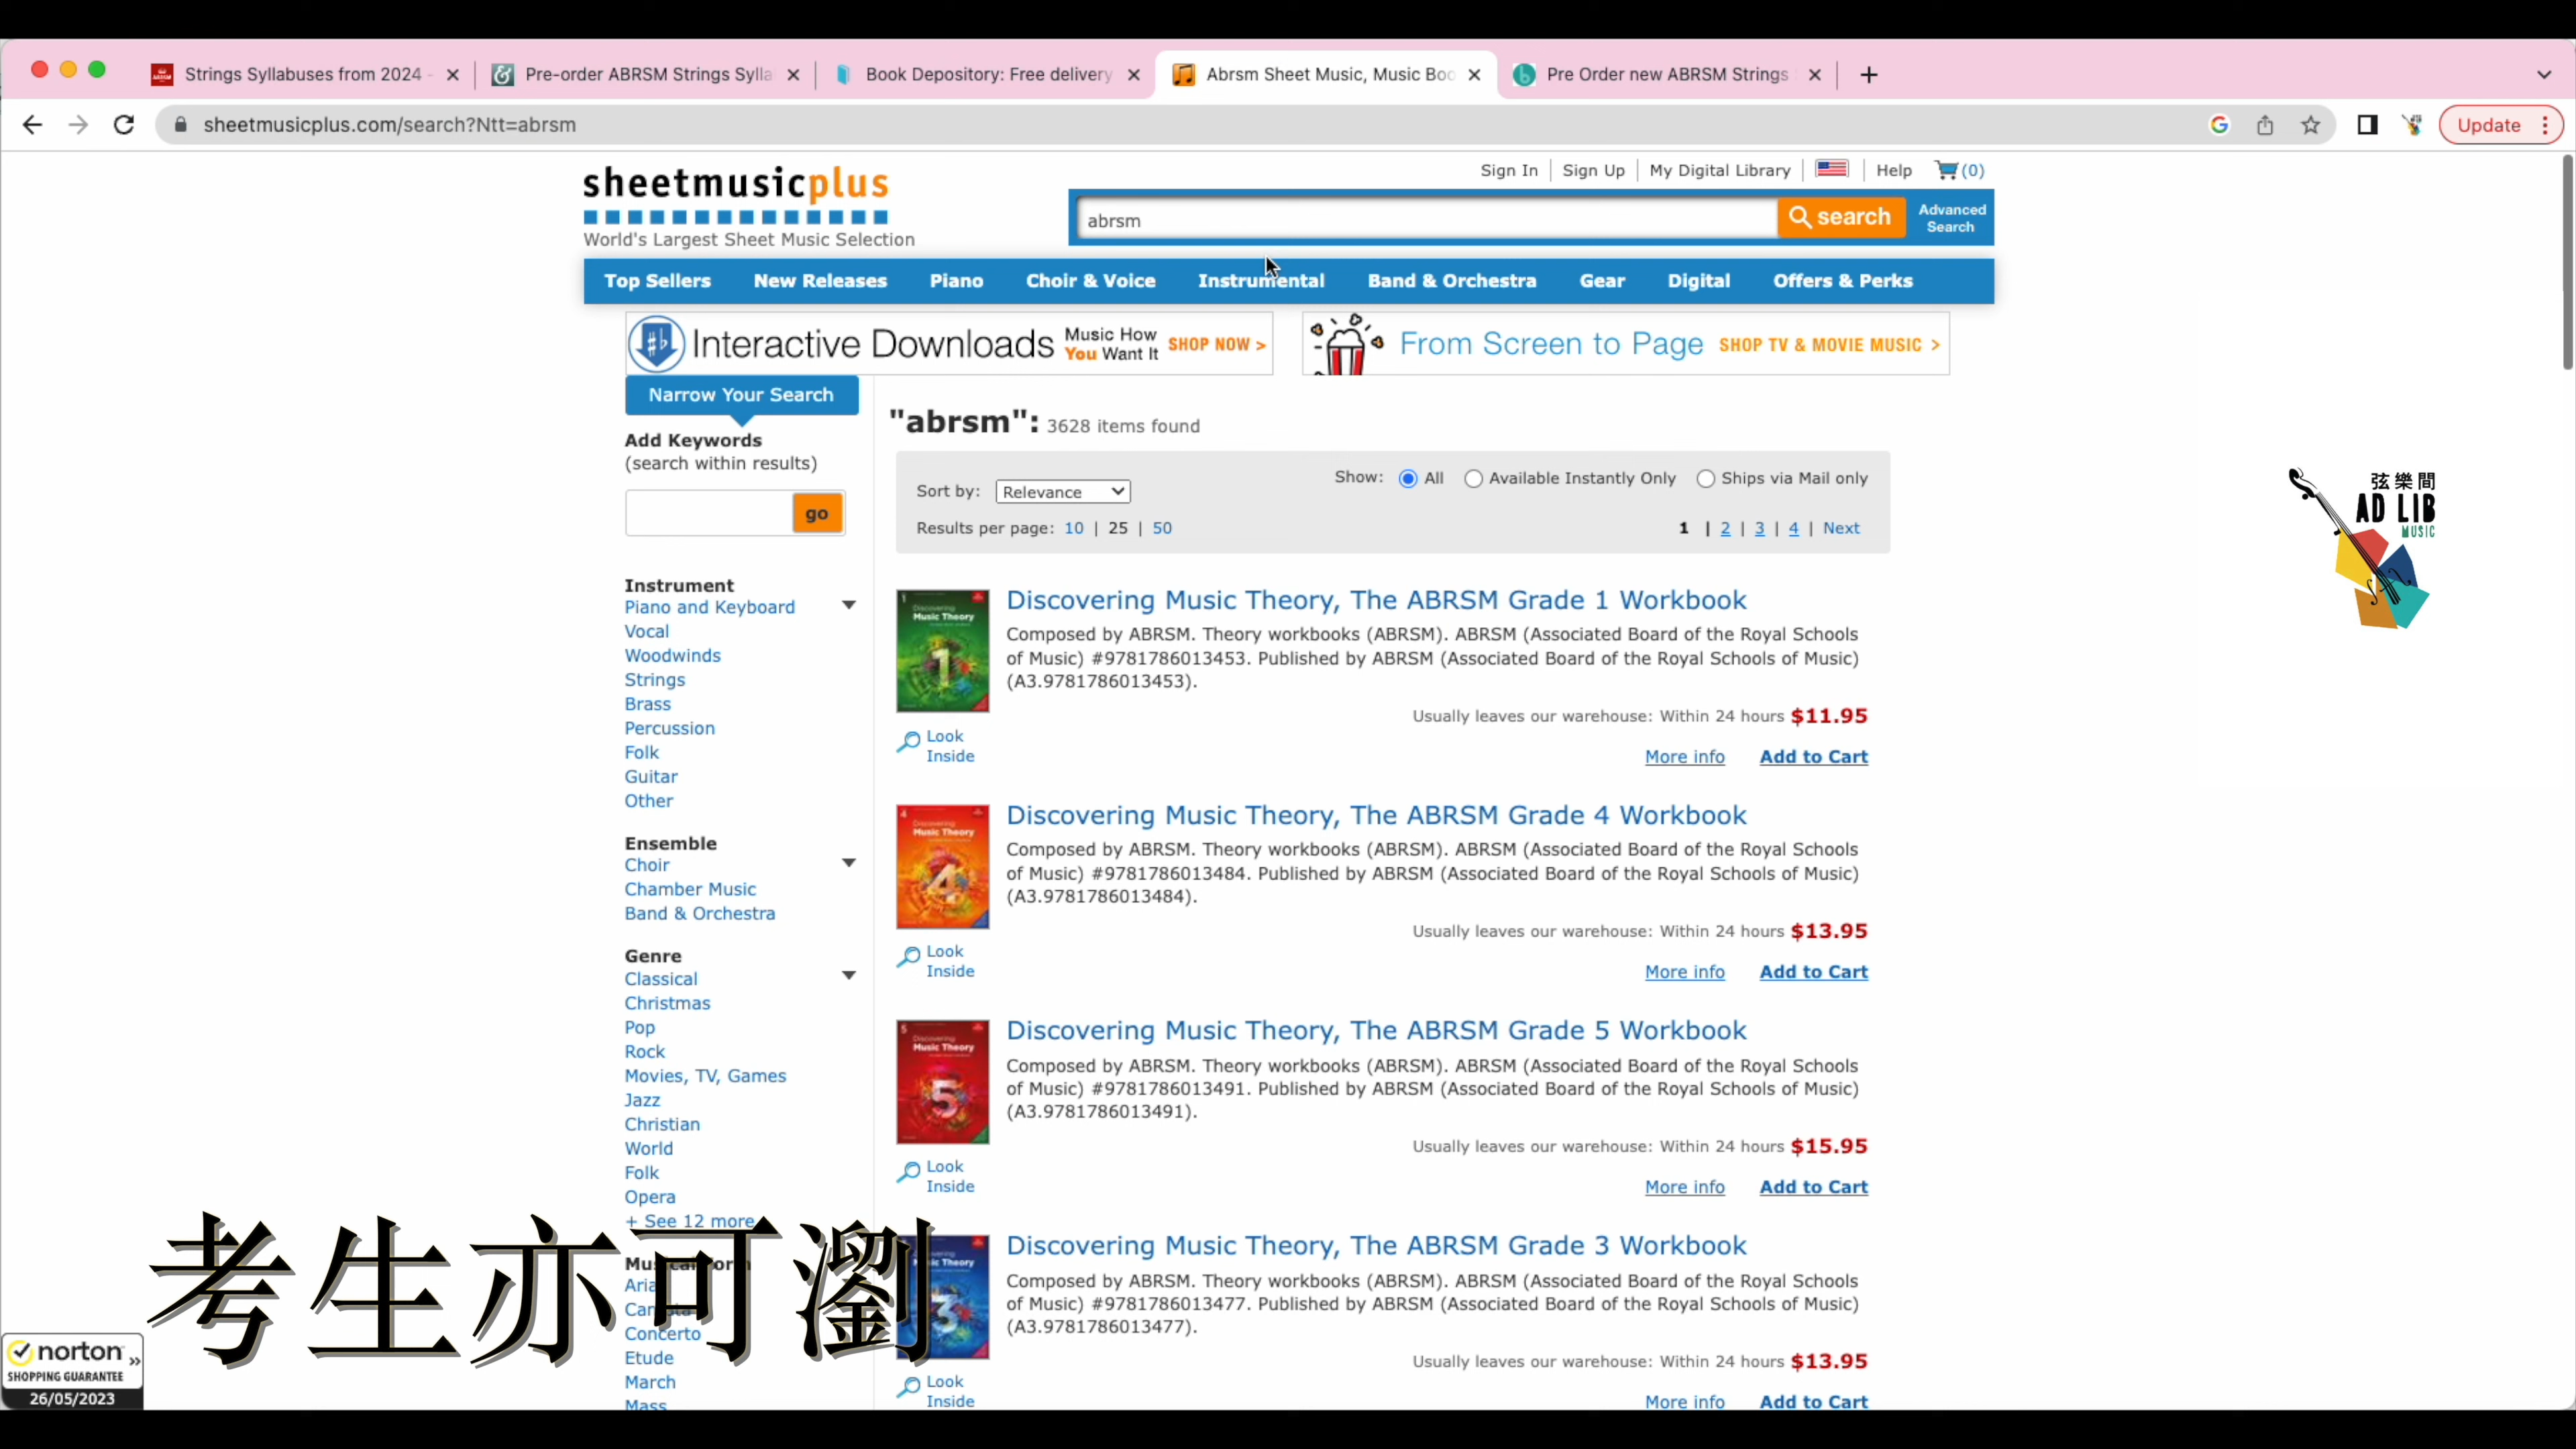 Strings Syllabuses from 2024 -
Pre-order ABRSM Strings Sylla
Book Depository: Free delivery
Abrsm Sheet Music, Music Boo
Pre Order new ABRSM Strings
sheetmusicplus.com/search?Ntt=abrsm
Update
sheetmusicplus
World's Largest Sheet Music Selection
Sign In
Sign Up
My Digital Library
Help
(0)
abrsm
search
Advanced
Search
Top Sellers
New Releases
Piano
Choir & Voice
Instrumental
Band & Orchestra
Gear
Digital
Offers & Perks
Interactive Downloads
Music How
You Want It
SHOP NOW >
From Screen to Page
SHOP TV & MOVIE MUSIC >
Narrow Your Search
Add Keywords
(search within results)
go
Instrument
Piano and Keyboard
Vocal
Woodwinds
Strings
Brass
Percussion
Folk
Guitar
Other
Ensemble
Choir
Chamber Music
Band & Orchestra
Genre
Classical
Christmas
Pop
Rock
Movies, TV, Games
Jazz
Christian
World
Folk
Opera
+ See 12 more
Concerto
Etude
March
Mass
"abrsm": 3628 items found
Sort by: Relevance
Show: All Available Instantly Only Ships via Mail only
Results per page: 10 | 25 | 50
1 | 2 | 3 | 4 | Next
Discovering Music Theory, The ABRSM Grade 1 Workbook
Composed by ABRSM. Theory workbooks (ABRSM). ABRSM (Associated Board of the Royal Schools
of Music) #9781786013453. Published by ABRSM (Associated Board of the Royal Schools of Music)
(A3.9781786013453).
Usually leaves our warehouse: Within 24 hours $11.95
Look
Inside
More info
Add to Cart
Discovering Music Theory, The ABRSM Grade 4 Workbook
Composed by ABRSM. Theory workbooks (ABRSM). ABRSM (Associated Board of the Royal Schools
of Music) #9781786013484. Published by ABRSM (Associated Board of the Royal Schools of Music)
(A3.9781786013484).
Usually leaves our warehouse: Within 24 hours $13.95
Look
Inside
More info
Add to Cart
Discovering Music Theory, The ABRSM Grade 5 Workbook
Composed by ABRSM. Theory workbooks (ABRSM). ABRSM (Associated Board of the Royal Schools
of Music) #9781786013491. Published by ABRSM (Associated Board of the Royal Schools of Music)
(A3.9781786013491).
Usually leaves our warehouse: Within 24 hours $15.95
Look
Inside
More info
Add to Cart
Discovering Music Theory, The ABRSM Grade 3 Workbook
Composed by ABRSM. Theory workbooks (ABRSM). ABRSM (Associated Board of the Royal Schools
of Music) #9781786013477. Published by ABRSM (Associated Board of the Royal Schools of Music)
(A3.9781786013477).
Usually leaves our warehouse: Within 24 hours $13.95
Look
Inside
More info
Add to Cart
弦樂間
AD LIB
MUSIC
考生亦可瀏
norton
SHOPPING GUARANTEE
26/05/2023